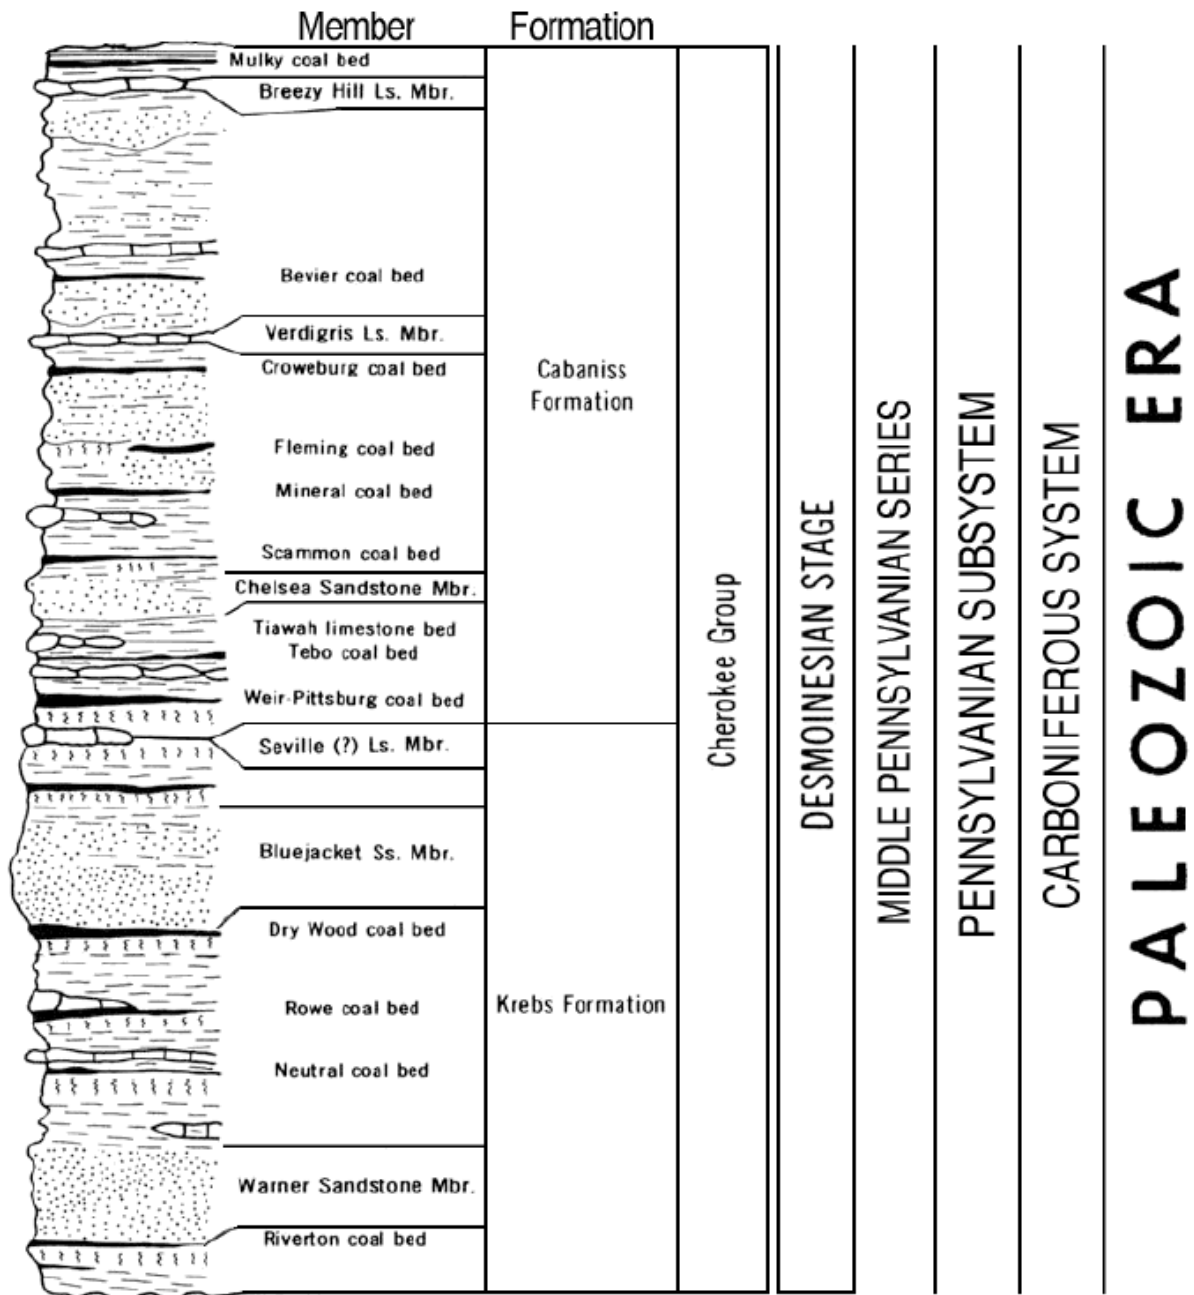 Member
Formation
Mulky coal bed
Breezy Hill Ls. Mbr.
Bevier coal bed
Verdigris Ls. Mbr.
Croweburg coal bed
Fleming coal bed
Mineral coal bed
Scammon coal bed
Chelsea Sandstone Mbr.
Tiawah limestone bed
Tebo coal bed
Weir-Pittsburg coal bed
Seville (?) Ls. Mbr.
Bluejacket Ss. Mbr.
Dry Wood coal bed
Rowe coal bed
Neutral coal bed
Warner Sandstone Mbr.
Riverton coal bed
Cabaniss
Formation
Krebs Formation
Cherokee Group
DESMOINESIAN STAGE
MIDDLE PENNSYLVANIAN SERIES
PENNSYLVANIAN SUBSYSTEM
CARBONIFEROUS SYSTEM
PALEOZOIC ERA